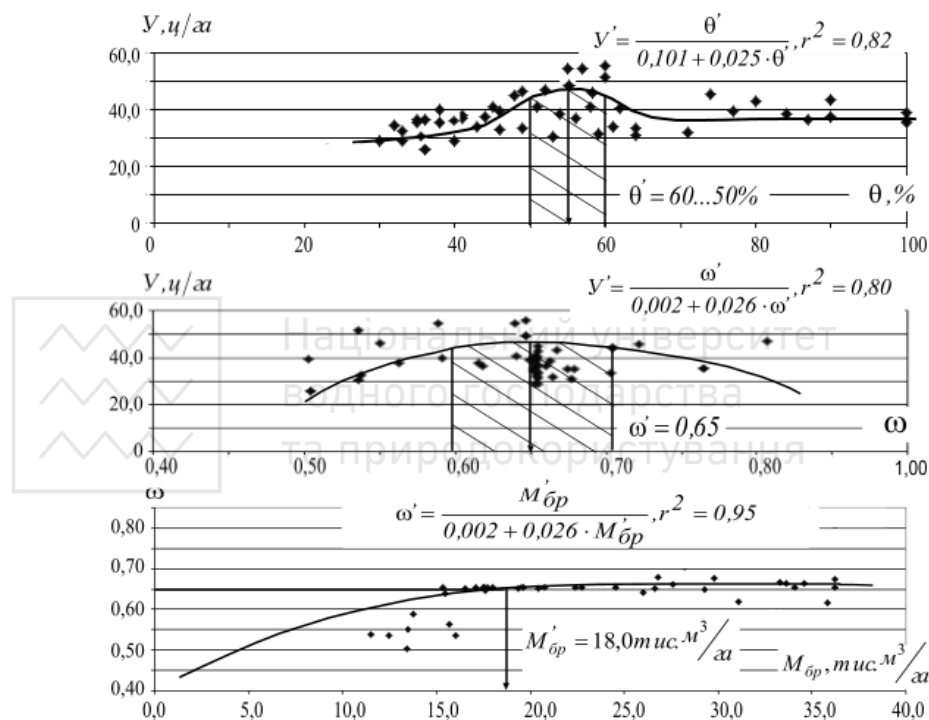 У, ц/га
У' = θ' / 0,101 + 0,025·θ' , r² = 0,82
60,0
40,0
20,0
0
θ' = 60...50%
θ, %
0 20 40 60 80 100
У, ц/га
У' = ω' / 0,002 + 0,026·ω' , r² = 0,80
60,0
40,0
20,0
0
Національний університет
водного господарства
та природокористування
ω' = 0,65
ω
0,40 0,50 0,60 0,70 0,80 1,00
ω
ω' = М'бр / 0,002 + 0,026·М'бр , r² = 0,95
0,80
0,70
0,60
0,50
0,40
М'бр = 18,0 тис.м³/га
Мбр, тис.м³/га
0,0 5,0 10,0 15,0 20,0 25,0 30,0 35,0 40,0